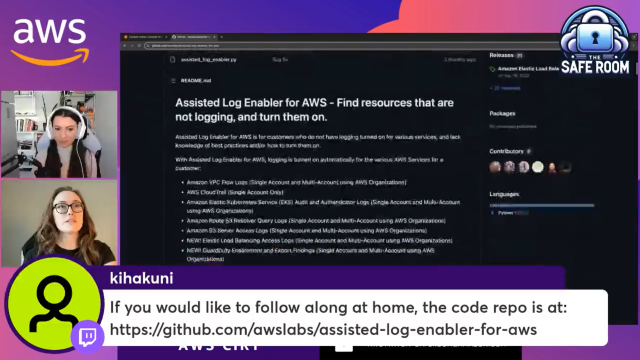 aws
THE
SAFE ROOM
assisted_log_enabler.py
README.md
Assisted Log Enabler for AWS - Find resources that are
not logging, and turn them on.
Assisted Log Enabler for AWS is for customers who do not have logging turned on for various services, and lack
knowledge of best practices and/or how to turn them on.
With Assisted Log Enabler for AWS, logging is turned on automatically for the various AWS Services for a
customer:
• Amazon VPC Flow Logs (Single Account and Multi-Account using AWS Organizations)
• AWS CloudTrail (Single Account Only)
• Amazon Elastic Kubernetes Service (EKS) Audit and Authenticator Logs (Single Account and Multi-Account
using AWS Organizations)
• Amazon Route 53 Resolver Query Logs (Single Account and Multi-Account using AWS Organizations)
• Amazon S3 Server Access Logs (Single Account and Multi-Account using AWS Organizations)
• NEW! Elastic Load Balancing Access Logs (Single Account and Multi-Account using AWS Organizations)
• NEW! GuardDuty Enablement and Export Findings (Single Account and Multi-Account using AWS
Organizations)
Releases
Amazon Elastic Load
Packages
Contributors
Languages
Python
kihakuni
If you would like to follow along at home, the code repo is at:
https://github.com/awslabs/assisted-log-enabler-for-aws